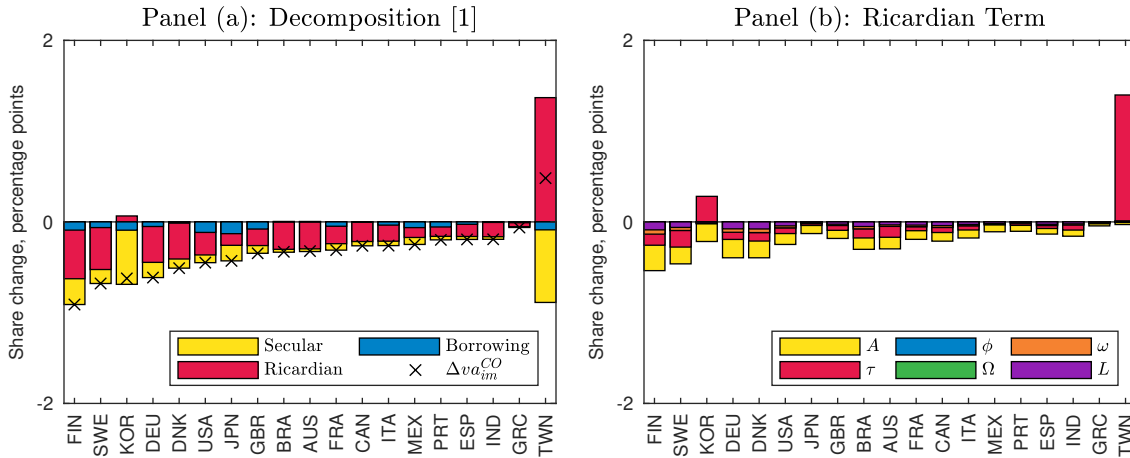 Panel (a): Decomposition [1]
Share change, percentage points
2
0
-2
Secular
Borrowing
Ricardian
Δva_{im}^{CO}
FIN
SWE
KOR
DEU
DNK
USA
JPN
GBR
BRA
AUS
FRA
CAN
ITA
MEX
PRT
ESP
IND
GRC
TWN
Panel (b): Ricardian Term
Share change, percentage points
2
0
-2
A
ϕ
ω
τ
Ω
L
FIN
SWE
KOR
DEU
DNK
USA
JPN
GBR
BRA
AUS
FRA
CAN
ITA
MEX
PRT
ESP
IND
GRC
TWN